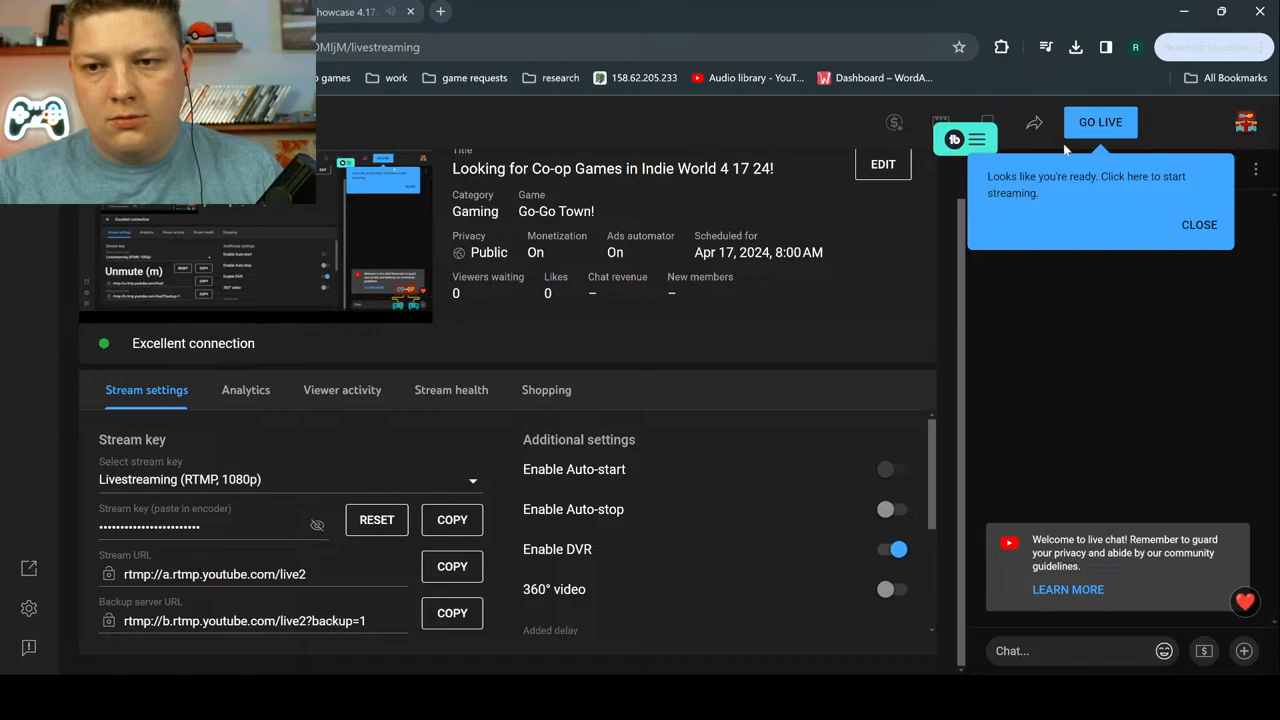 howcase 4.17.
DMIjM/livestreaming
Relaunch to update
games
work
game requests
research
158.62.205.233
Audio library - YouT...
Dashboard – WordA...
All Bookmarks
GO LIVE
Title
Looking for Co-op Games in Indie World 4 17 24!
EDIT
Looks like you're ready. Click here to start
streaming.
CLOSE
Category
Game
Gaming
Go-Go Town!
Privacy
Monetization
Ads automator
Scheduled for
Public
On
On
Apr 17, 2024, 8:00 AM
Viewers waiting
Likes
Chat revenue
New members
0
0
–
–
Unmute (m)
Excellent connection
Stream settings
Analytics
Viewer activity
Stream health
Shopping
Stream key
Select stream key
Livestreaming (RTMP, 1080p)
Stream key (paste in encoder)
••••••••••••••••••••••••
RESET
COPY
Stream URL
rtmp://a.rtmp.youtube.com/live2
COPY
Backup server URL
rtmp://b.rtmp.youtube.com/live2?backup=1
COPY
Additional settings
Enable Auto-start
Enable Auto-stop
Enable DVR
360° video
Added delay
Welcome to live chat! Remember to guard
your privacy and abide by our community
guidelines.
LEARN MORE
Chat...